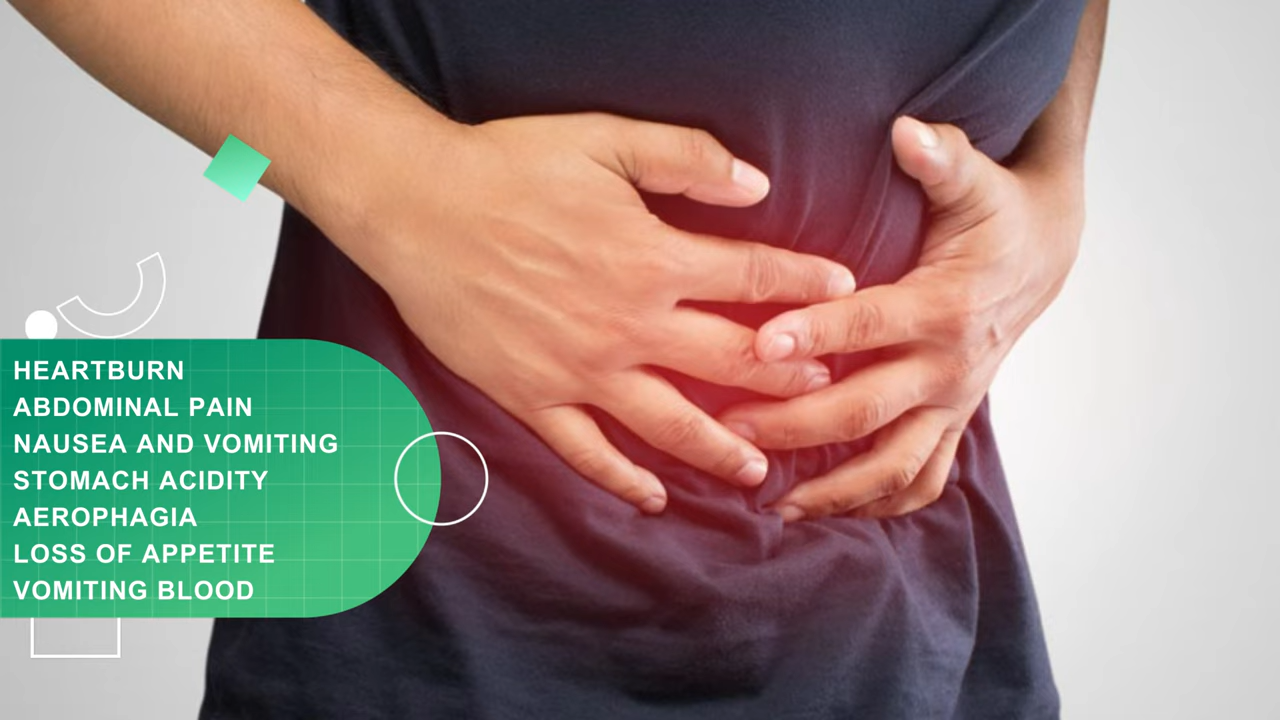 HEARTBURN
ABDOMINAL PAIN
NAUSEA AND VOMITING
STOMACH ACIDITY
AEROPHAGIA
LOSS OF APPETITE
VOMITING BLOOD